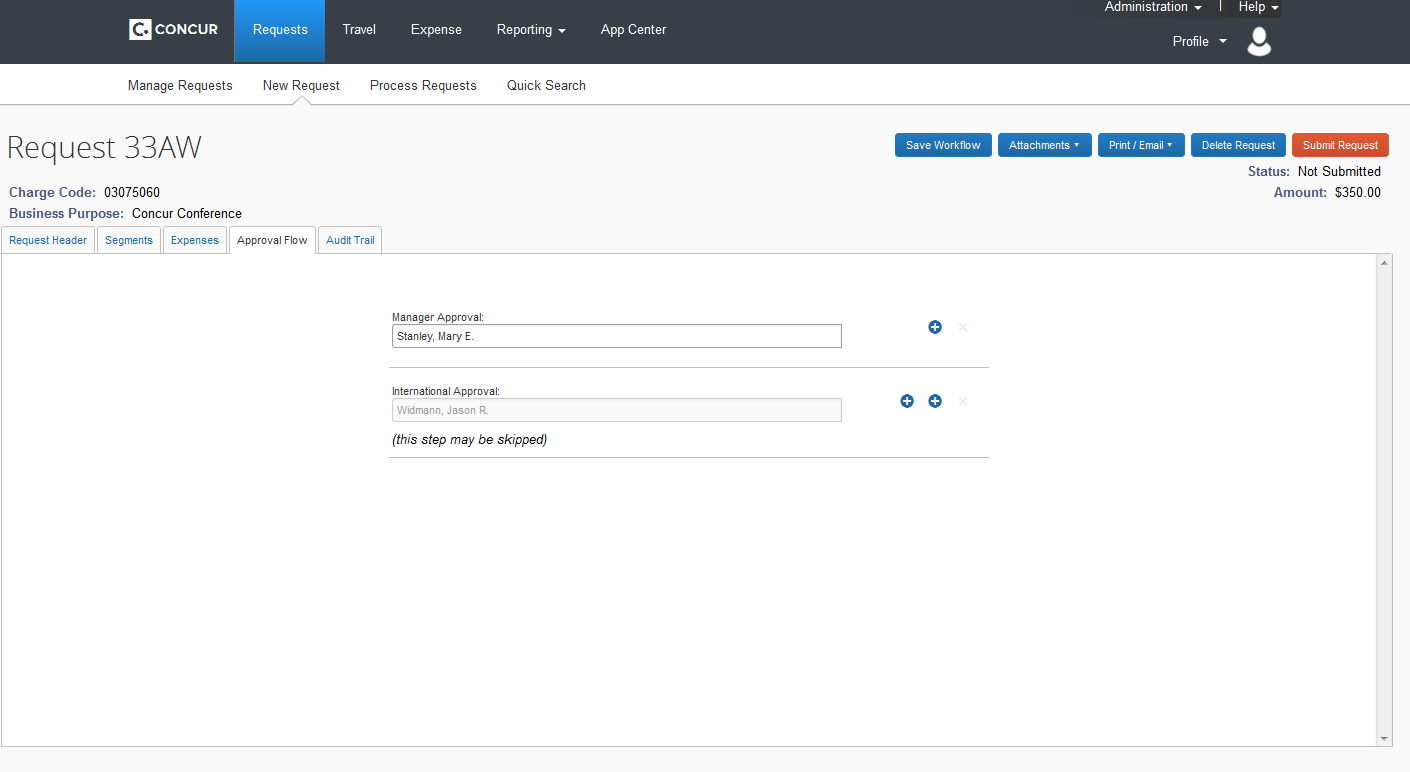 Administration | Help
C. CONCUR Requests Travel Expense Reporting App Center
Profile
Manage Requests New Request Process Requests Quick Search
Request 33AW
Save Workflow Attachments Print / Email Delete Request Submit Request
Status: Not Submitted
Charge Code: 03075060 Amount: $350.00
Business Purpose: Concur Conference
Request Header Segments Expenses Approval Flow Audit Trail
Manager Approval:
Stanley, Mary E.
International Approval:
Widmann, Jason R.
(this step may be skipped)